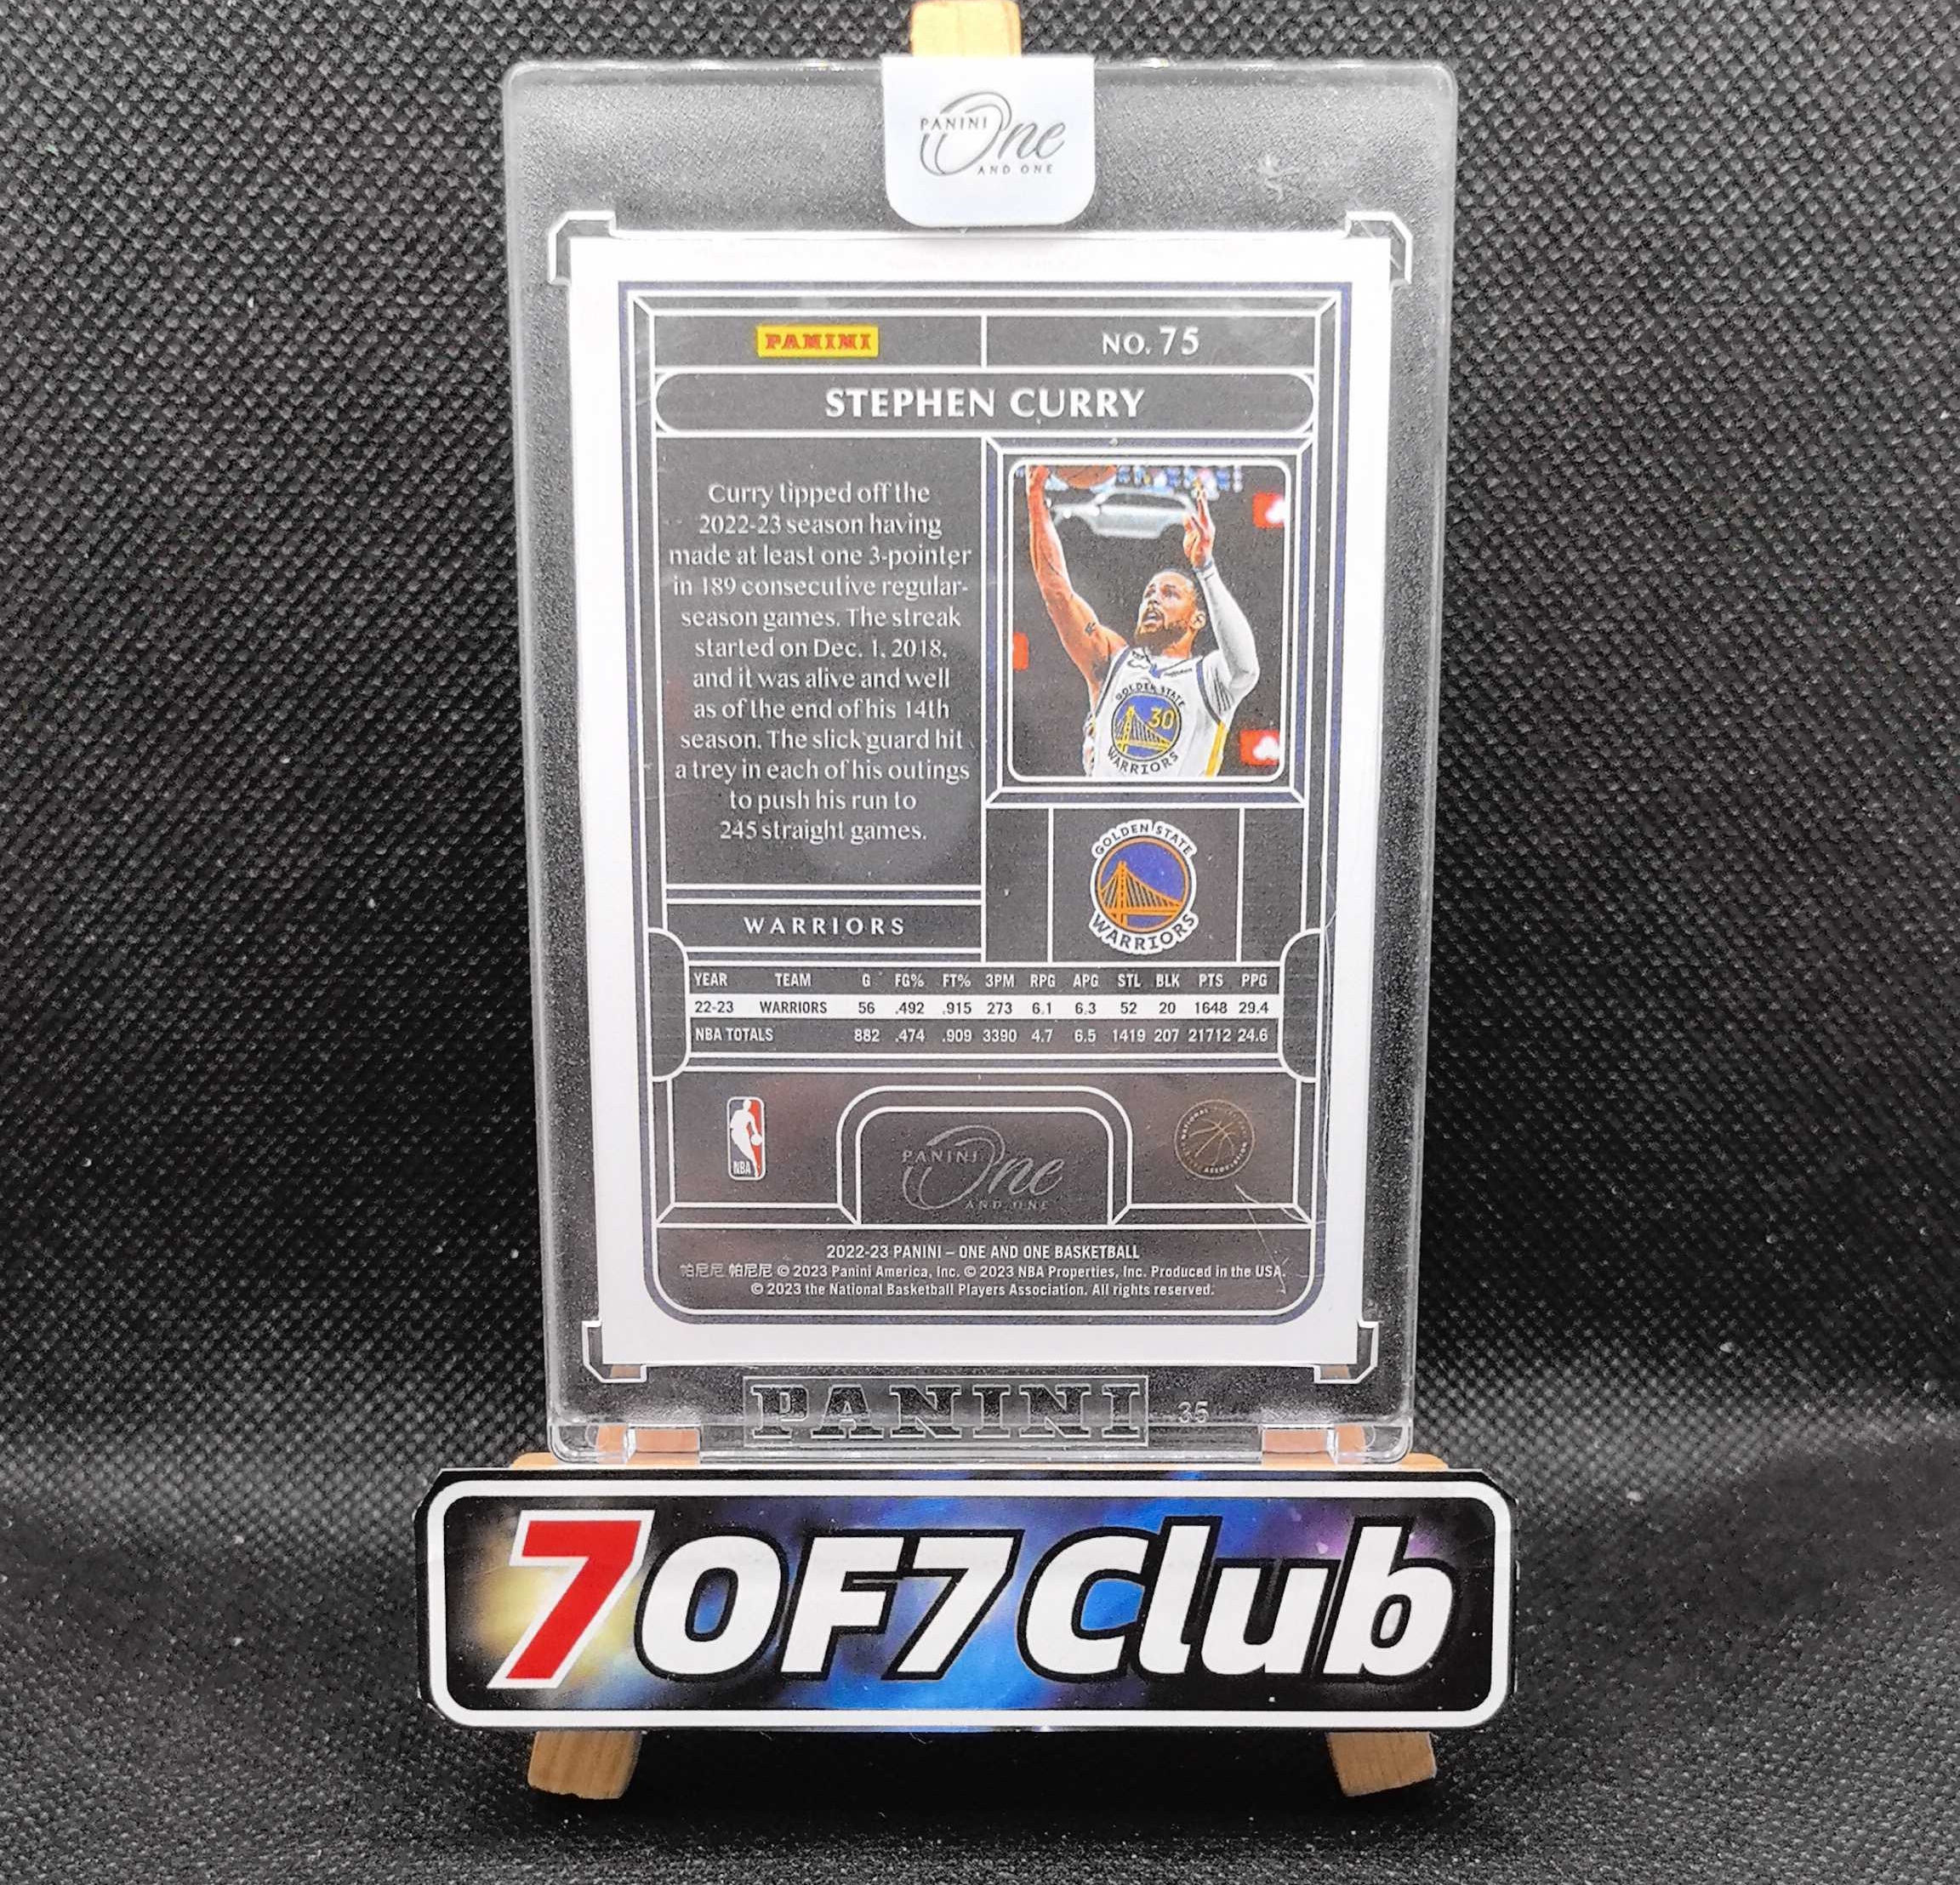 PANINI One
AND ONE
PANINI
NO. 75
STEPHEN CURRY
Curry tipped off the
2022-23 season having
made at least one 3-pointer
in 189 consecutive regular-
season games. The streak
started on Dec. 1, 2018,
and it was alive and well
as of the end of his 14th
season. The slick guard hit
a trey in each of his outings
to push his run to
245 straight games.
GOLDEN STATE
30
WARRIORS
GOLDEN STATE
WARRIORS
WARRIORS
YEAR TEAM G FG% FT% 3PM RPG APG STL BLK PTS PPG
22-23 WARRIORS 56 .492 .915 273 6.1 6.3 52 20 1648 29.4
NBA TOTALS 882 .474 .909 3390 4.7 6.5 1419 207 21712 24.6
NBA
PANINI One
AND ONE
2022-23 PANINI – ONE AND ONE BASKETBALL
帕尼尼 帕尼尼 © 2023 Panini America, Inc. © 2023 NBA Properties, Inc. Produced in the USA.
© 2023 the National Basketball Players Association. All rights reserved.
PANINI 35
7OF7Club